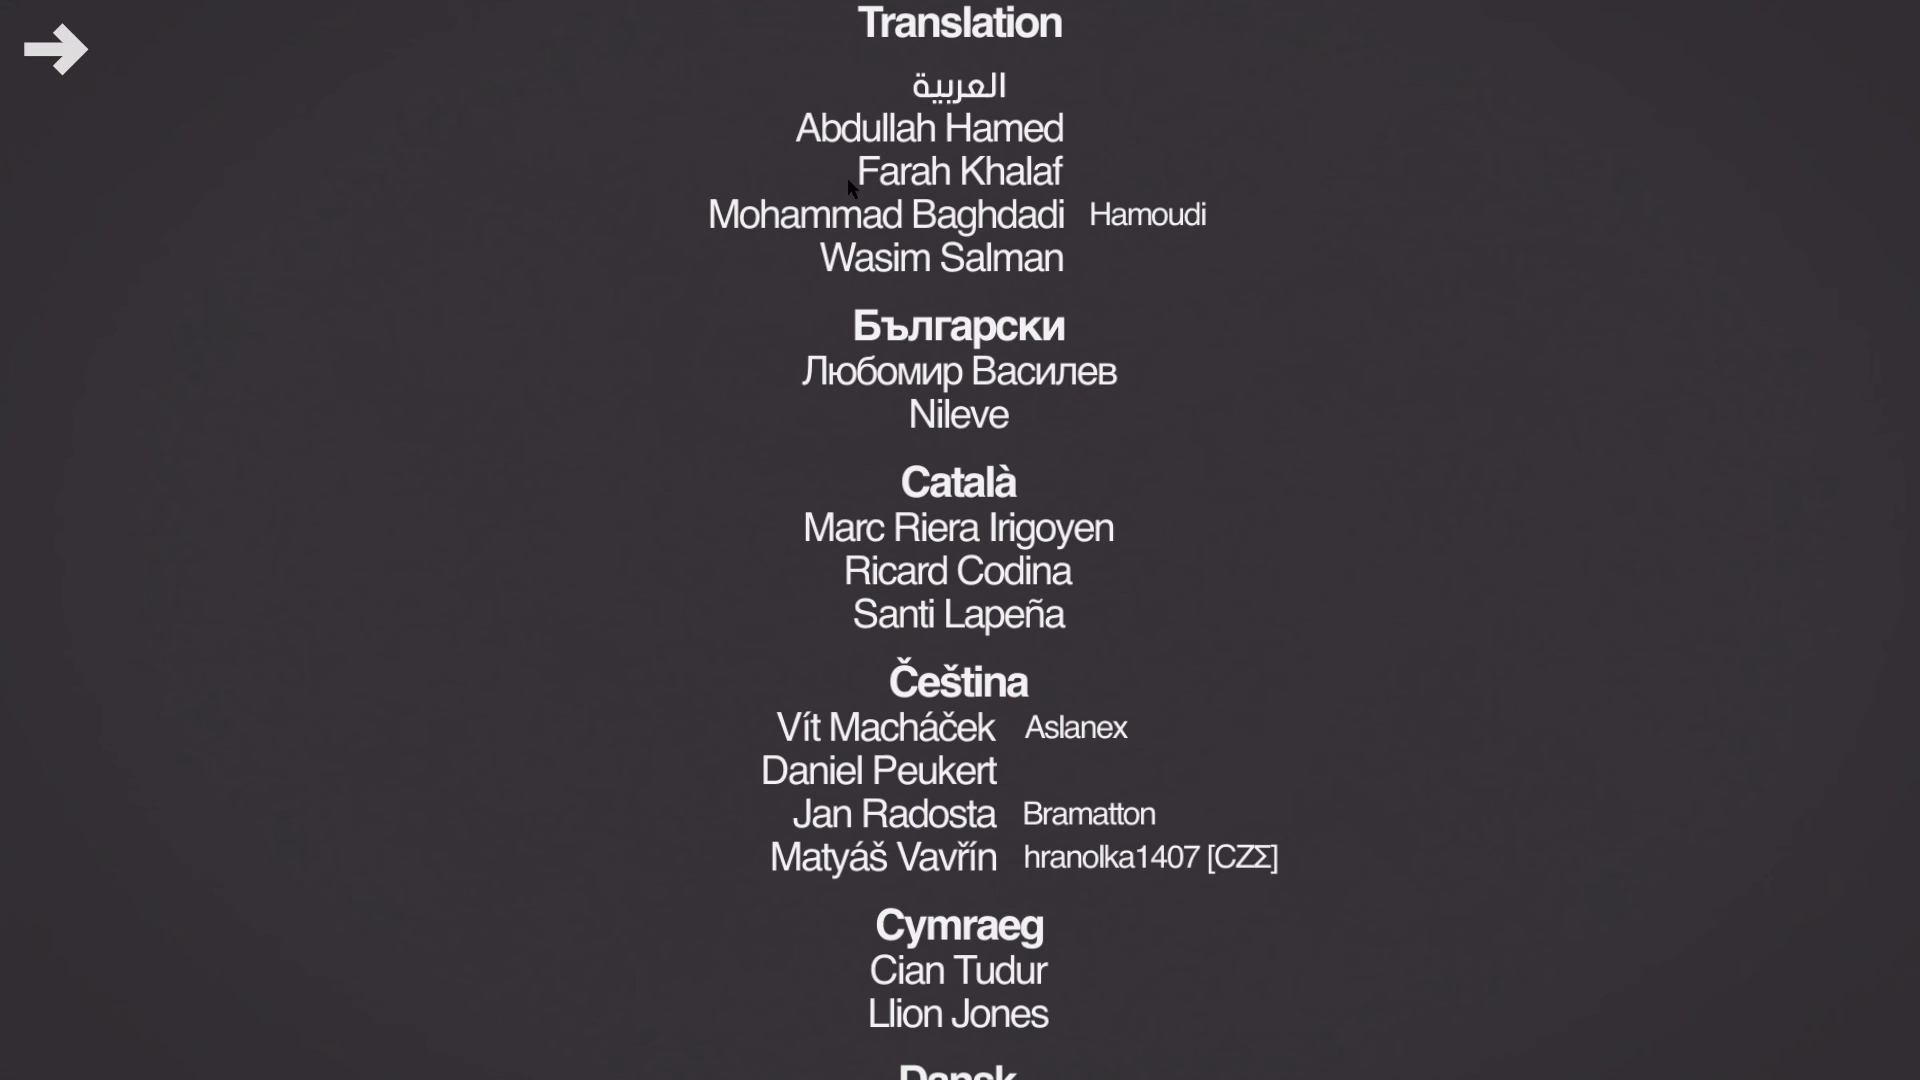 Translation
العربية
Abdullah Hamed
Farah Khalaf
Mohammad Baghdadi Hamoudi
Wasim Salman
Български
Любомир Василев
Nileve
Català
Marc Riera Irigoyen
Ricard Codina
Santi Lapeña
Čeština
Vít Macháček Aslanex
Daniel Peukert
Jan Radosta Bramatton
Matyáš Vavřín hranolka1407 [CZΣ]
Cymraeg
Cian Tudur
Llion Jones
Dansk